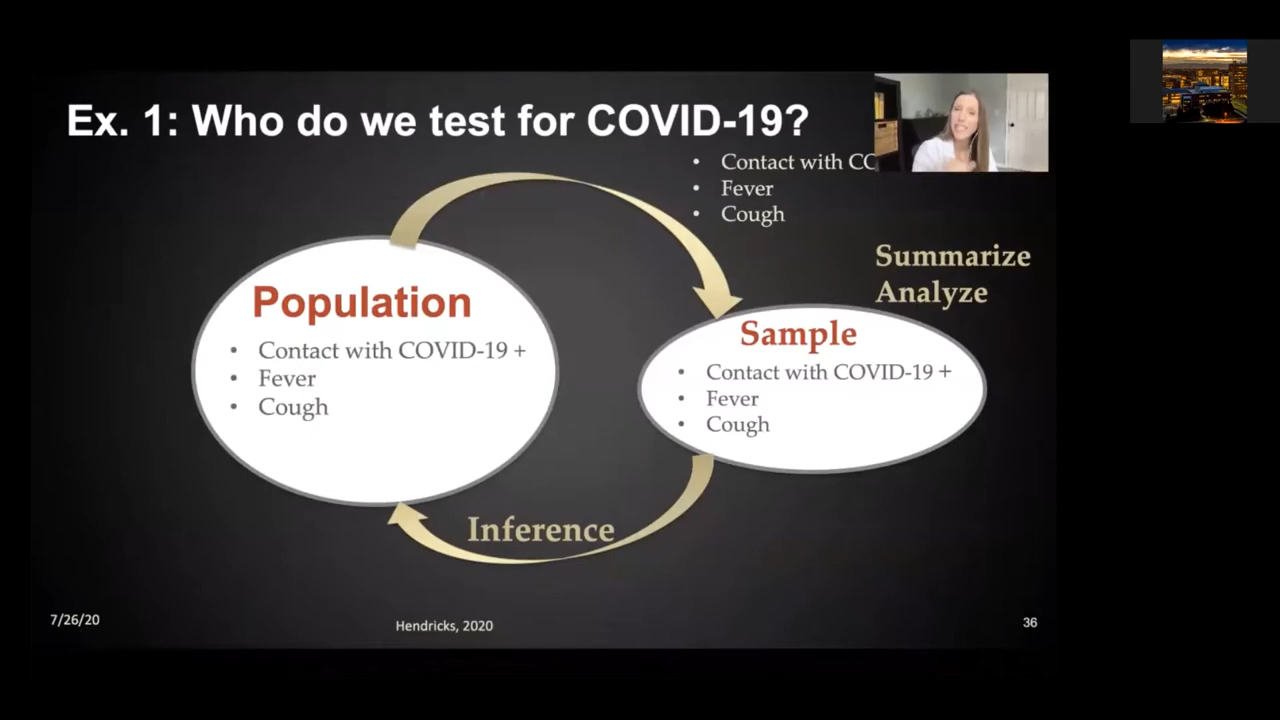 Ex. 1: Who do we test for COVID-19?
• Contact with
• Fever
• Cough
Summarize
Analyze
Population
• Contact with COVID-19 +
• Fever
• Cough
Sample
• Contact with COVID-19 +
• Fever
• Cough
Inference
7/26/20
Hendricks, 2020
36